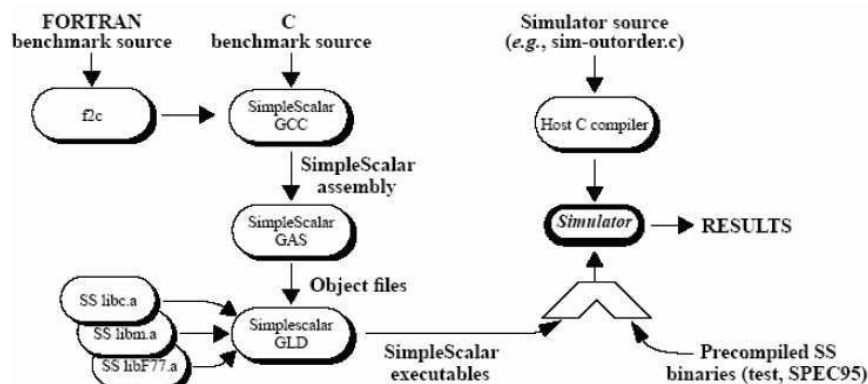 FORTRAN
benchmark source
C
benchmark source
Simulator source
(e.g., sim-outorder.c)
f2c
SimpleScalar
GCC
Host C compiler
SimpleScalar
assembly
SimpleScalar
GAS
Simulator
RESULTS
Object files
SS libc.a
SS libm.a
SS libF77.a
Simplescalar
GLD
SimpleScalar
executables
Precompiled SS
binaries (test, SPEC95)